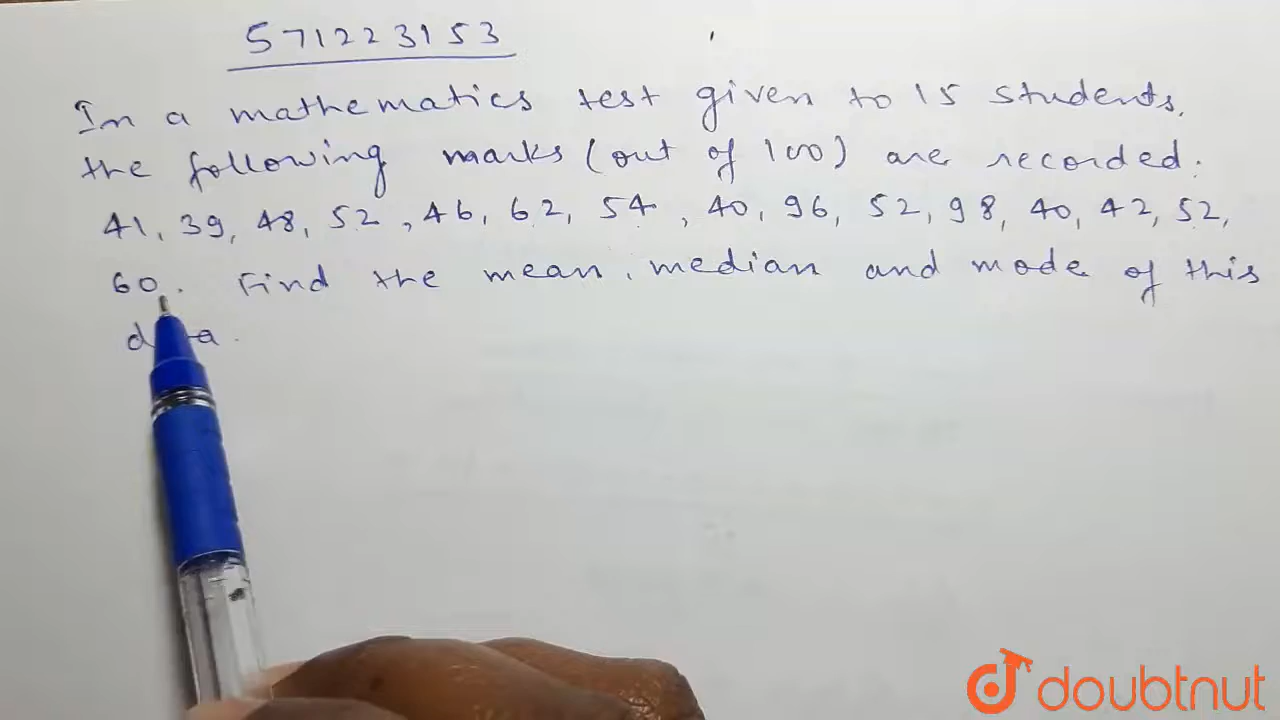 571223153
In a mathematics test given to 15 students,
the following marks (out of 100) are recorded:
41, 39, 48, 52, 46, 62, 54, 40, 96, 52, 98, 40, 42, 52,
60. Find the mean, median and mode of this
doubtnut